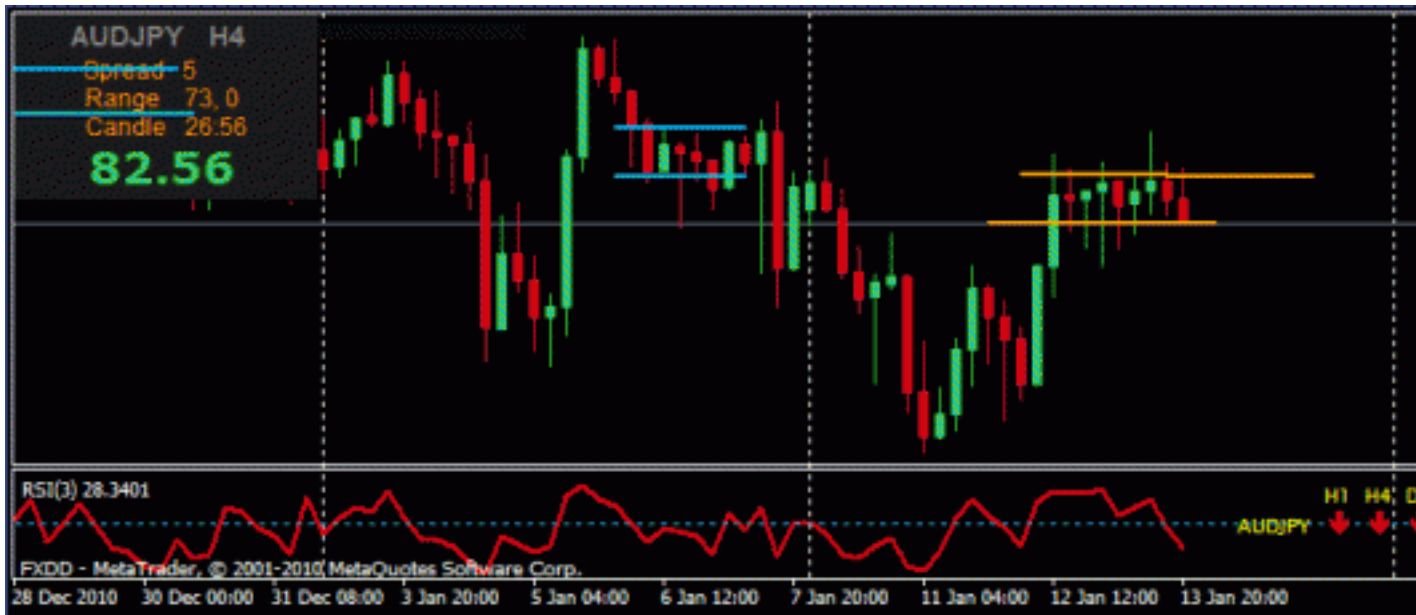 AUDJPY H4
Spread 5
Range 73,0
Candle 26:56
82.56
RSI(3) 28.3401
H1 H4 D
AUDJPY
FXDD - MetaTrader, © 2001-2010 MetaQuotes Software Corp.
28 Dec 2010 30 Dec 00:00 31 Dec 08:00 3 Jan 20:00 5 Jan 04:00 6 Jan 12:00 7 Jan 20:00 11 Jan 04:00 12 Jan 12:00 13 Jan 20:00